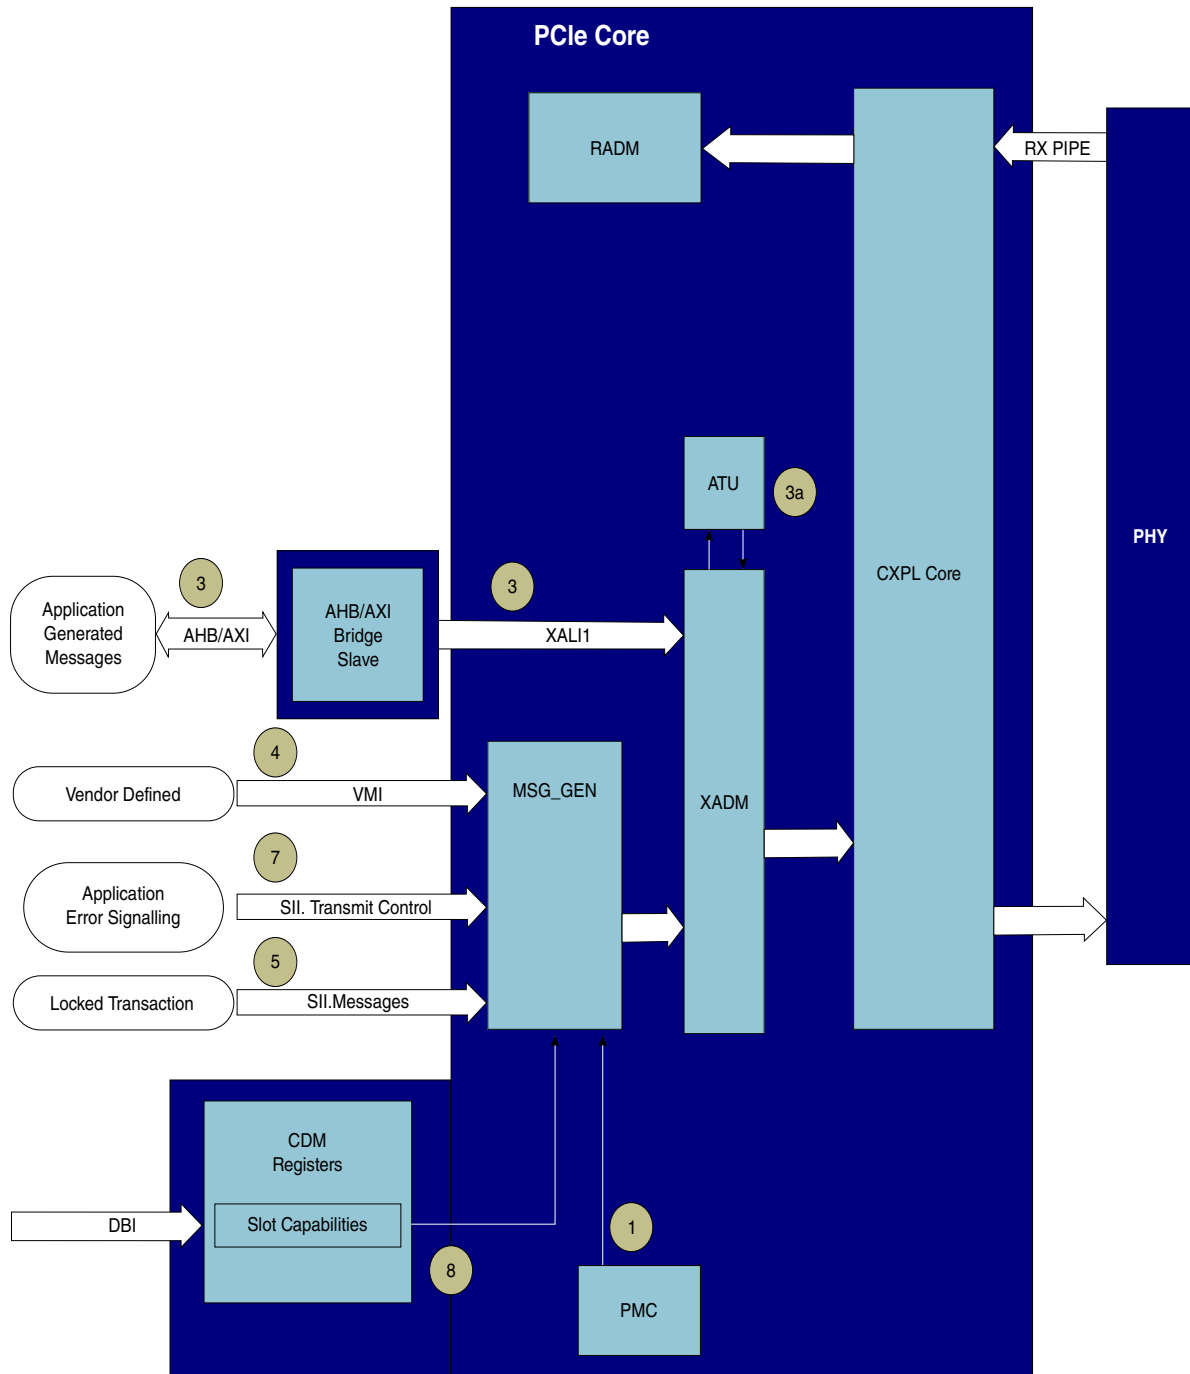 PCIe Core
RADM
RX PIPE
ATU
3a
PHY
CXPL Core
3
3
Application
Generated
Messages
AHB/AXI
AHB/AXI
Bridge
Slave
XALI1
4
Vendor Defined
VMI
MSG_GEN
XADM
7
Application
Error Signalling
SII. Transmit Control
5
Locked Transaction
SII.Messages
CDM
Registers
Slot Capabilities
DBI
8
1
PMC